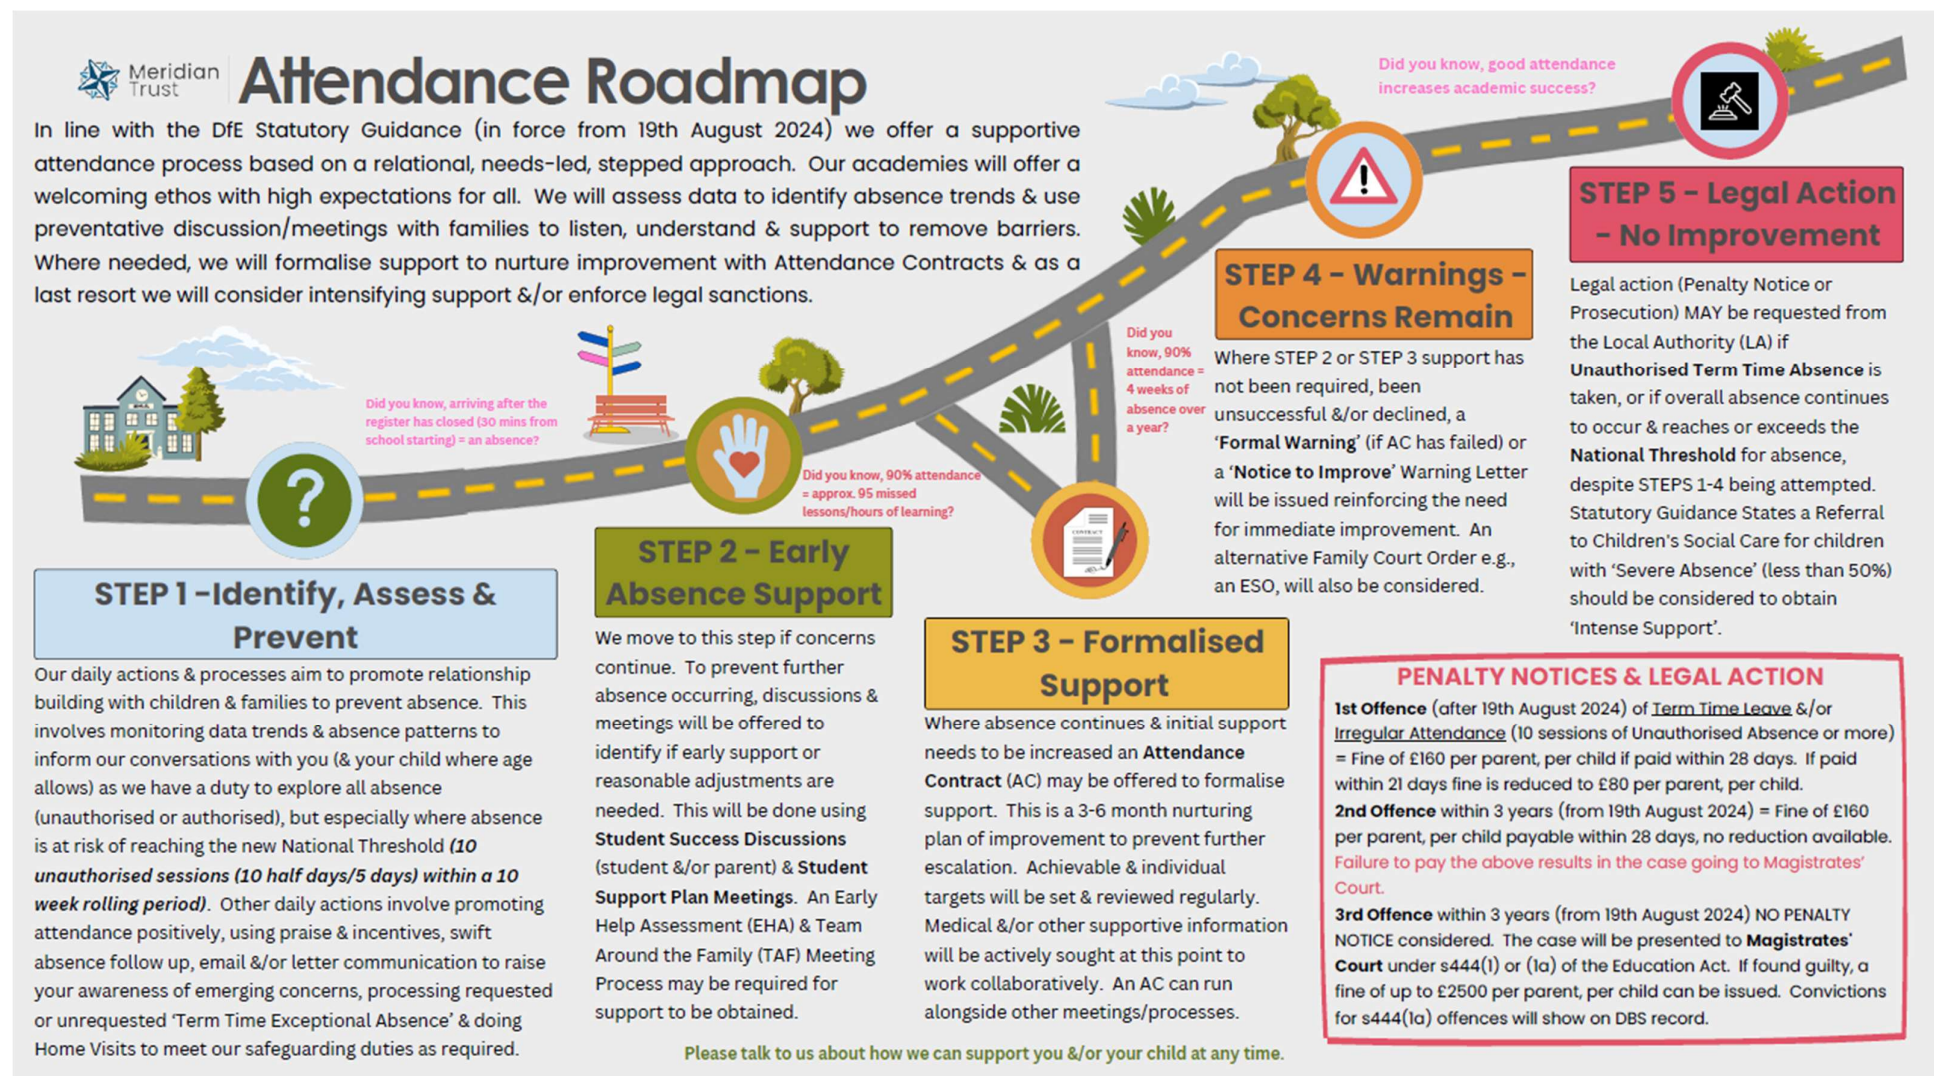 Meridian
Trust
Attendance Roadmap
In line with the DfE Statutory Guidance (in force from 19th August 2024) we offer a supportive
attendance process based on a relational, needs-led, stepped approach. Our academies will offer a
welcoming ethos with high expectations for all. We will assess data to identify absence trends & use
preventative discussion/meetings with families to listen, understand & support to remove barriers.
Where needed, we will formalise support to nurture improvement with Attendance Contracts & as a
last resort we will consider intensifying support &/or enforce legal sanctions.
Did you know, arriving after the
register has closed (30 mins from
school starting) = an absence?
STEP 1 -Identify, Assess &
Prevent
Our daily actions & processes aim to promote relationship
building with children & families to prevent absence. This
involves monitoring data trends & absence patterns to
inform our conversations with you (& your child where age
allows) as we have a duty to explore all absence
(unauthorised or authorised), but especially where absence
is at risk of reaching the new National Threshold (10
unauthorised sessions (10 half days/5 days) within a 10
week rolling period). Other daily actions involve promoting
attendance positively, using praise & incentives, swift
absence follow up, email &/or letter communication to raise
your awareness of emerging concerns, processing requested
or unrequested ‘Term Time Exceptional Absence’ & doing
Home Visits to meet our safeguarding duties as required.
Did you know, 90% attendance
= approx. 95 missed
lessons/hours of learning?
STEP 2 - Early
Absence Support
We move to this step if concerns
continue. To prevent further
absence occurring, discussions &
meetings will be offered to
identify if early support or
reasonable adjustments are
needed. This will be done using
Student Success Discussions
(student &/or parent) & Student
Support Plan Meetings. An Early
Help Assessment (EHA) & Team
Around the Family (TAF) Meeting
Process may be required for
support to be obtained.
Did you
know, 90%
attendance =
4 weeks of
absence over
a year?
CONTRACT
STEP 3 - Formalised
Support
Where absence continues & initial support
needs to be increased an Attendance
Contract (AC) may be offered to formalise
support. This is a 3-6 month nurturing
plan of improvement to prevent further
escalation. Achievable & individual
targets will be set & reviewed regularly.
Medical &/or other supportive information
will be actively sought at this point to
work collaboratively. An AC can run
alongside other meetings/processes.
STEP 4 - Warnings -
Concerns Remain
Where STEP 2 or STEP 3 support has
not been required, been
unsuccessful &/or declined, a
‘Formal Warning’ (if AC has failed) or
a ‘Notice to Improve’ Warning Letter
will be issued reinforcing the need
for immediate improvement. An
alternative Family Court Order e.g.,
an ESO, will also be considered.
Did you know, good attendance
increases academic success?
STEP 5 - Legal Action
- No Improvement
Legal action (Penalty Notice or
Prosecution) MAY be requested from
the Local Authority (LA) if
Unauthorised Term Time Absence is
taken, or if overall absence continues
to occur & reaches or exceeds the
National Threshold for absence,
despite STEPS 1-4 being attempted.
Statutory Guidance States a Referral
to Children's Social Care for children
with ‘Severe Absence’ (less than 50%)
should be considered to obtain
‘Intense Support’.
PENALTY NOTICES & LEGAL ACTION
1st Offence (after 19th August 2024) of Term Time Leave &/or
Irregular Attendance (10 sessions of Unauthorised Absence or more)
= Fine of £160 per parent, per child if paid within 28 days. If paid
within 21 days fine is reduced to £80 per parent, per child.
2nd Offence within 3 years (from 19th August 2024) = Fine of £160
per parent, per child payable within 28 days, no reduction available.
Failure to pay the above results in the case going to Magistrates’
Court.
3rd Offence within 3 years (from 19th August 2024) NO PENALTY
NOTICE considered. The case will be presented to Magistrates'
Court under s444(1) or (1a) of the Education Act. If found guilty, a
fine of up to £2500 per parent, per child can be issued. Convictions
for s444(1a) offences will show on DBS record.
Please talk to us about how we can support you &/or your child at any time.